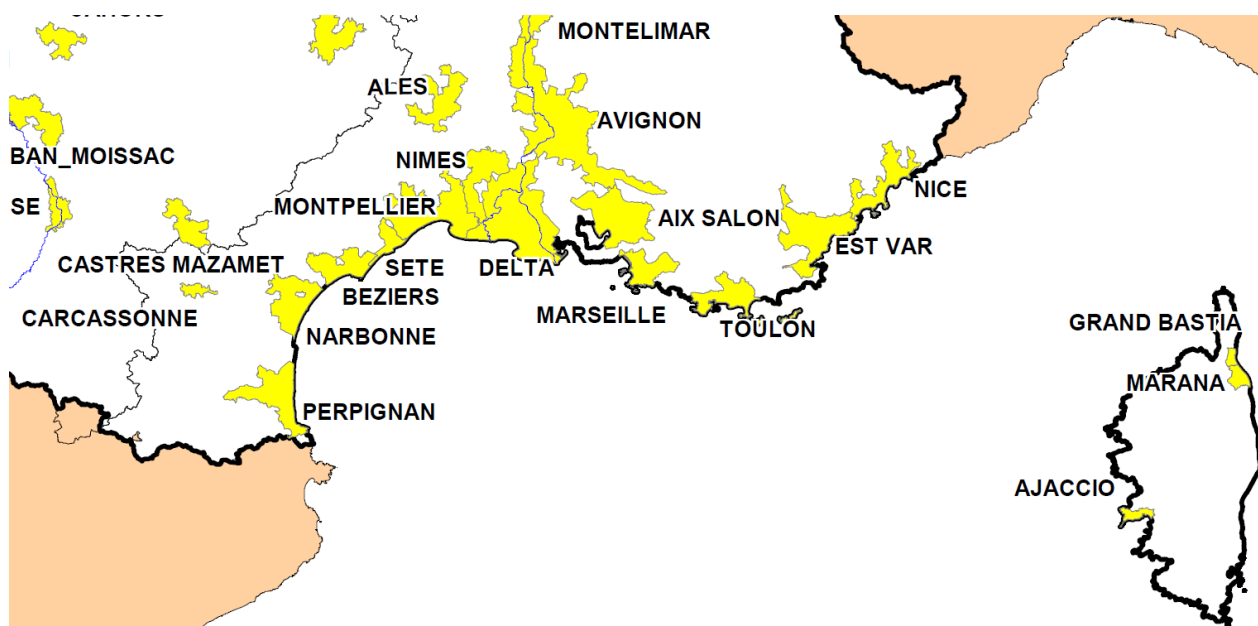 MONTELIMAR
ALES
AVIGNON
BAN_MOISSAC
NIMES
NICE
SE
MONTPELLIER
AIX SALON
EST VAR
CASTRES MAZAMET
SETE
DELTA
BEZIERS
CARCASSONNE
MARSEILLE
TOULON
GRAND BASTIA
NARBONNE
MARANA
PERPIGNAN
AJACCIO